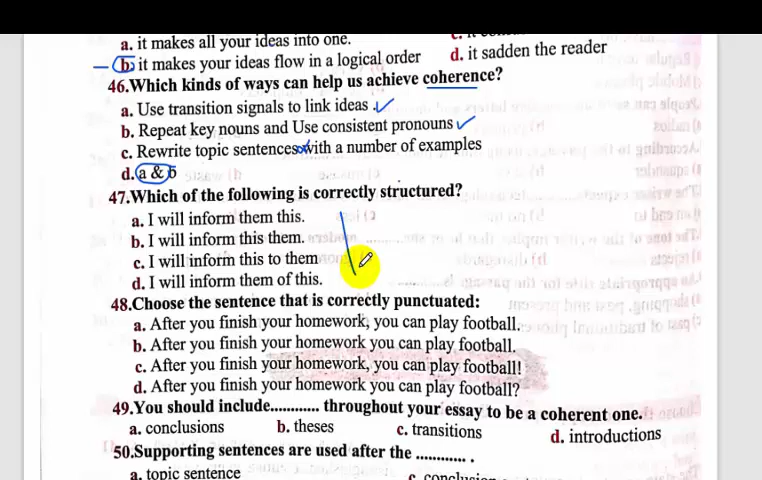 a. it makes all your ideas into one.
b. it makes your ideas flow in a logical order
d. it sadden the reader
46.Which kinds of ways can help us achieve coherence?
a. Use transition signals to link ideas
b. Repeat key nouns and Use consistent pronouns
c. Rewrite topic sentences with a number of examples
d. a & b
47.Which of the following is correctly structured?
a. I will inform them this.
b. I will inform this them.
c. I will inform this to them
d. I will inform them of this.
48.Choose the sentence that is correctly punctuated:
a. After you finish your homework, you can play football.
b. After you finish your homework you can play football.
c. After you finish your homework, you can play football!
d. After you finish your homework you can play football?
49.You should include............ throughout your essay to be a coherent one.
a. conclusions b. theses c. transitions d. introductions
50.Supporting sentences are used after the ............ .
a. topic sentence